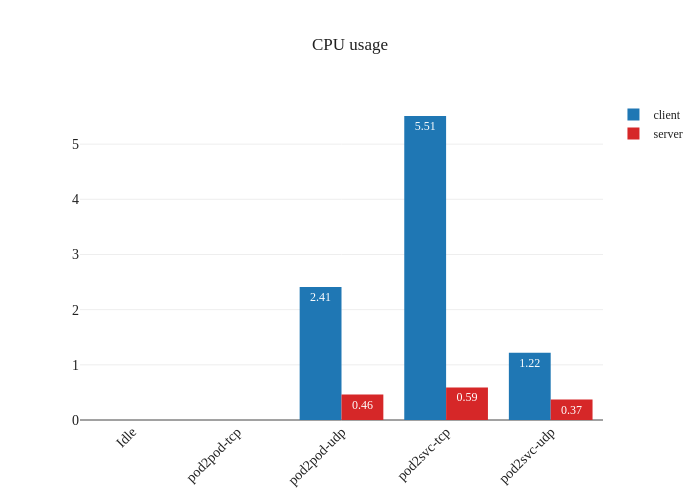 CPU usage
client
server
5
4
3
2
1
0
5.51
2.41
1.22
0.46
0.59
0.37
Idle
pod2pod-tcp
pod2pod-udp
pod2svc-tcp
pod2svc-udp